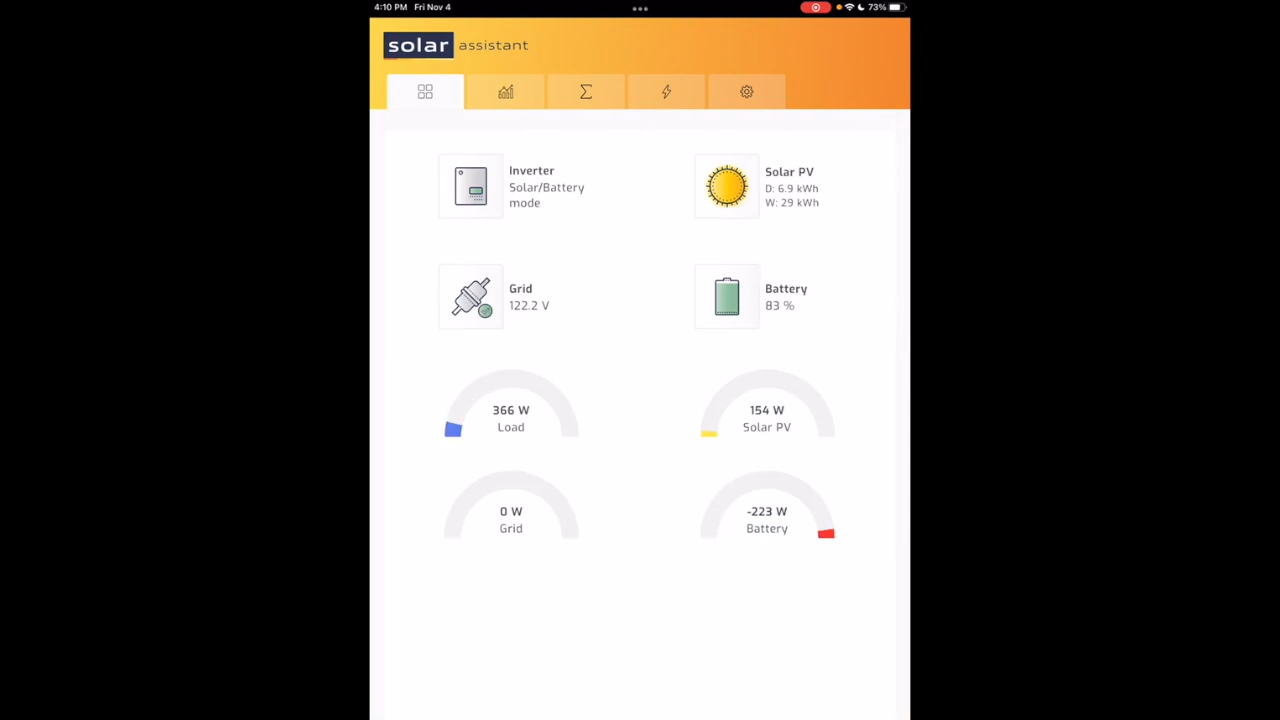 4:10 PM Fri Nov 4
73%
solar assistant
Inverter
Solar/Battery
mode
Solar PV
D: 6.9 kWh
W: 29 kWh
Grid
122.2 V
Battery
83 %
366 W
Load
154 W
Solar PV
0 W
Grid
-223 W
Battery